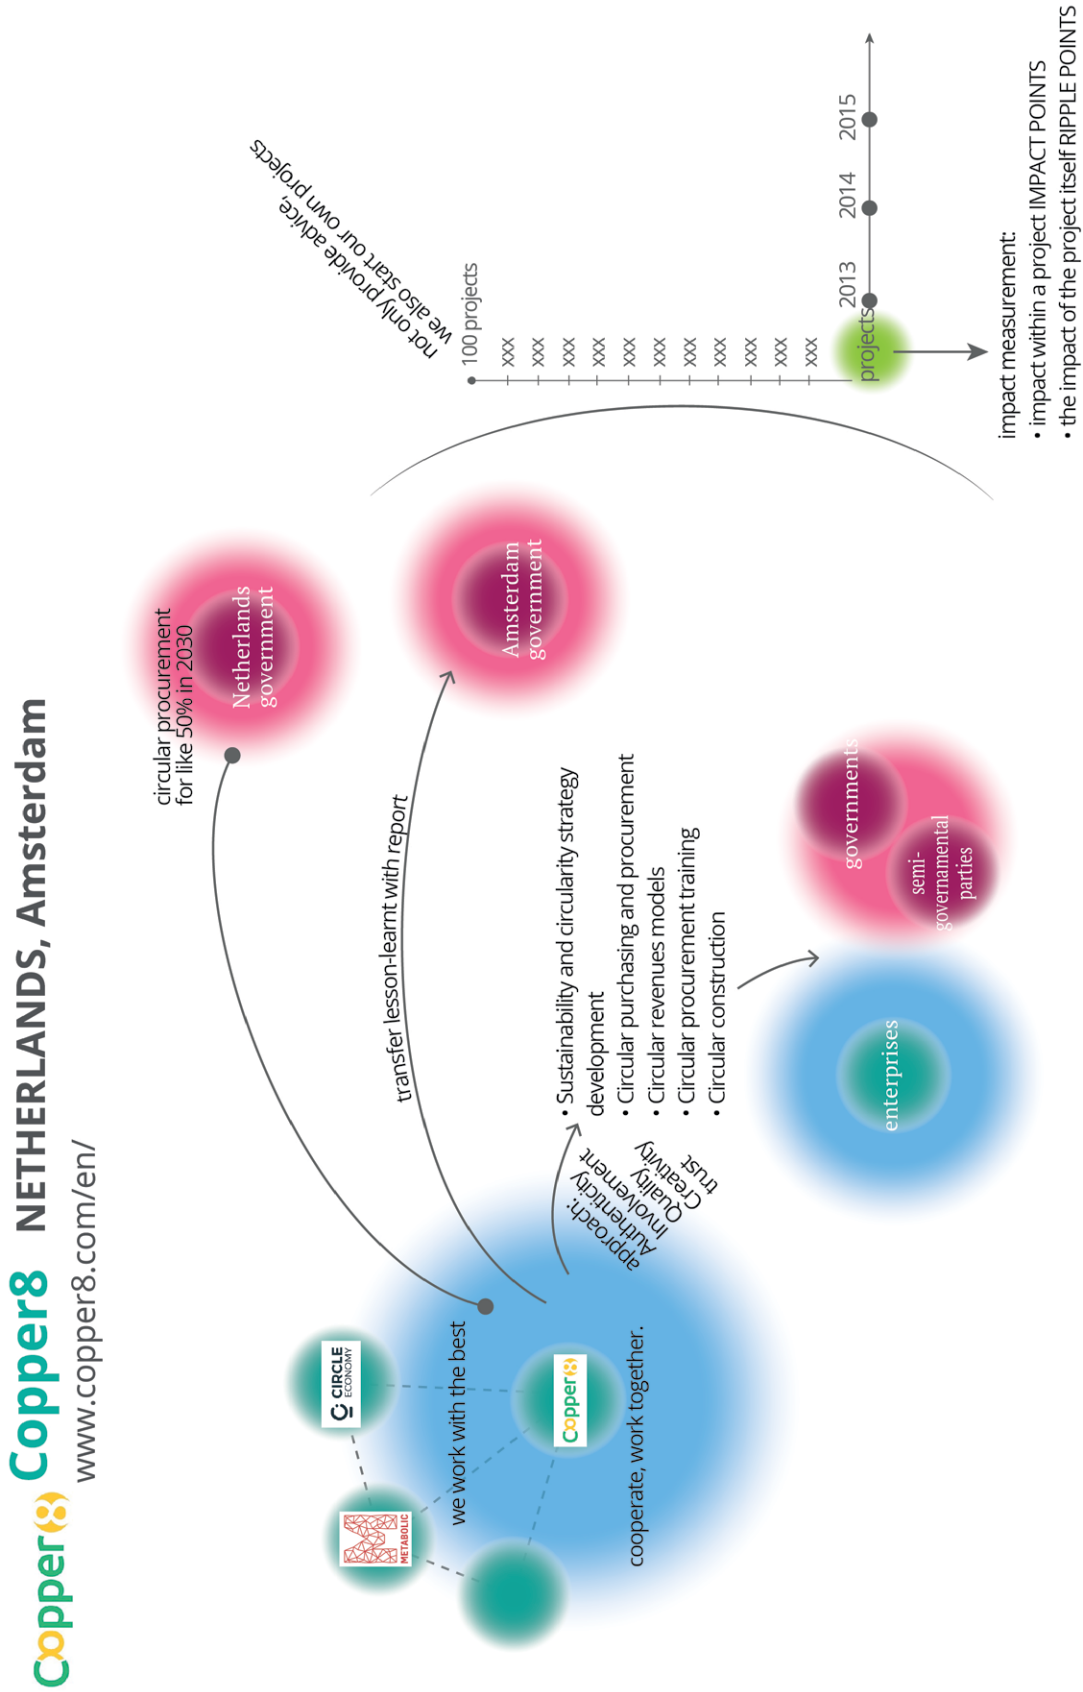 Copper8 Copper8 NETHERLANDS, Amsterdam
www.copper8.com/en/
CIRCLE
ECONOMY
METABOLIC
we work with the best
Copper8
cooperate, work together.
circular procurement
for like 50% in 2030
Netherlands
government
transfer lesson-learnt with report
Amsterdam
government
approach:
Authenticity
Involvement
Quality
Creativity
trust
• Sustainability and circularity strategy
development
• Circular purchasing and procurement
• Circular revenues models
• Circular procurement training
• Circular construction
enterprises
governments
semi-
governamental
parties
not only provide advice,
we also start our own projects
100 projects
xxx
xxx
xxx
xxx
xxx
xxx
xxx
xxx
xxx
xxx
xxx
projects
2013
2014
2015
impact measurement:
• impact within a project IMPACT POINTS
• the impact of the project itself RIPPLE POINTS